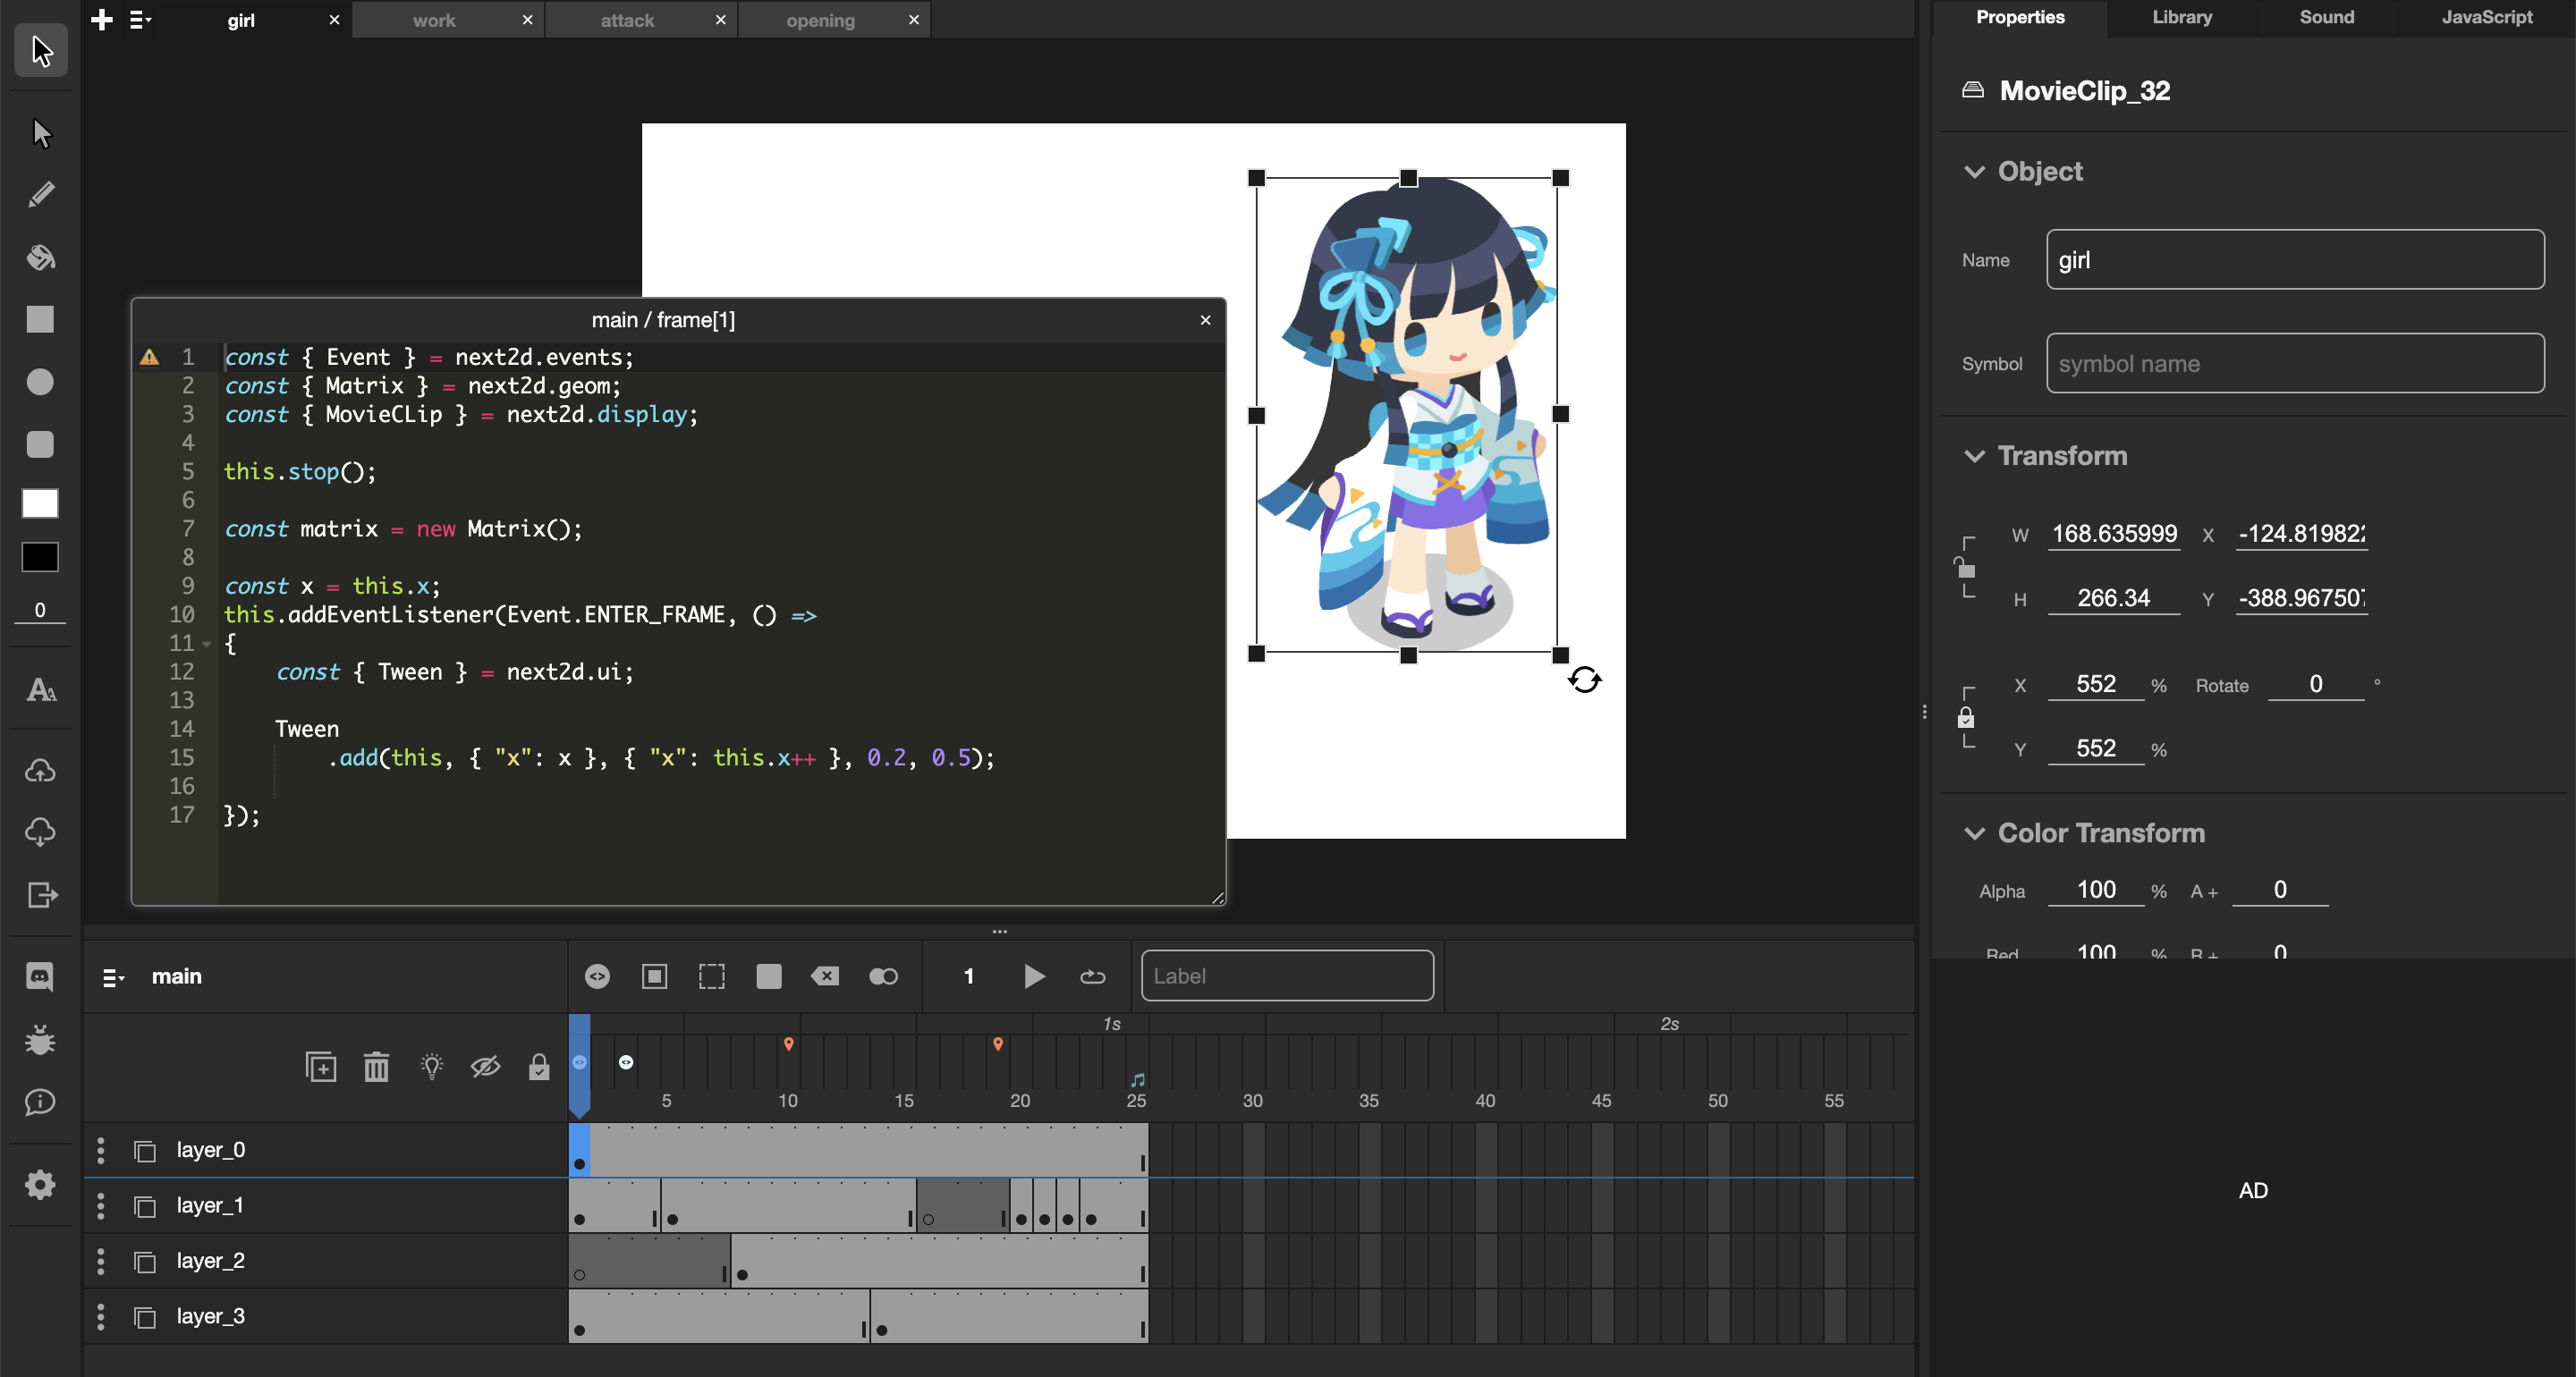 girl × work × attack × opening ×
Properties Library Sound JavaScript
MovieClip_32
Object
Name girl
Symbol symbol name
Transform
W 168.635999 X -124.819822
H 266.34 Y -388.967507
X 552 % Rotate 0 °
Y 552 %
Color Transform
Alpha 100 % A + 0
Red 100 % R + 0
AD
main / frame[1] ×
1 const { Event } = next2d.events;
2 const { Matrix } = next2d.geom;
3 const { MovieCLip } = next2d.display;
4
5 this.stop();
6
7 const matrix = new Matrix();
8
9 const x = this.x;
10 this.addEventListener(Event.ENTER_FRAME, () =>
11 {
12     const { Tween } = next2d.ui;
13
14     Tween
15         .add(this, { "x": x }, { "x": this.x++ }, 0.2, 0.5);
16
17 });
0
main 1 Label
1s 2s
5 10 15 20 25 30 35 40 45 50 55
layer_0
layer_1
layer_2
layer_3